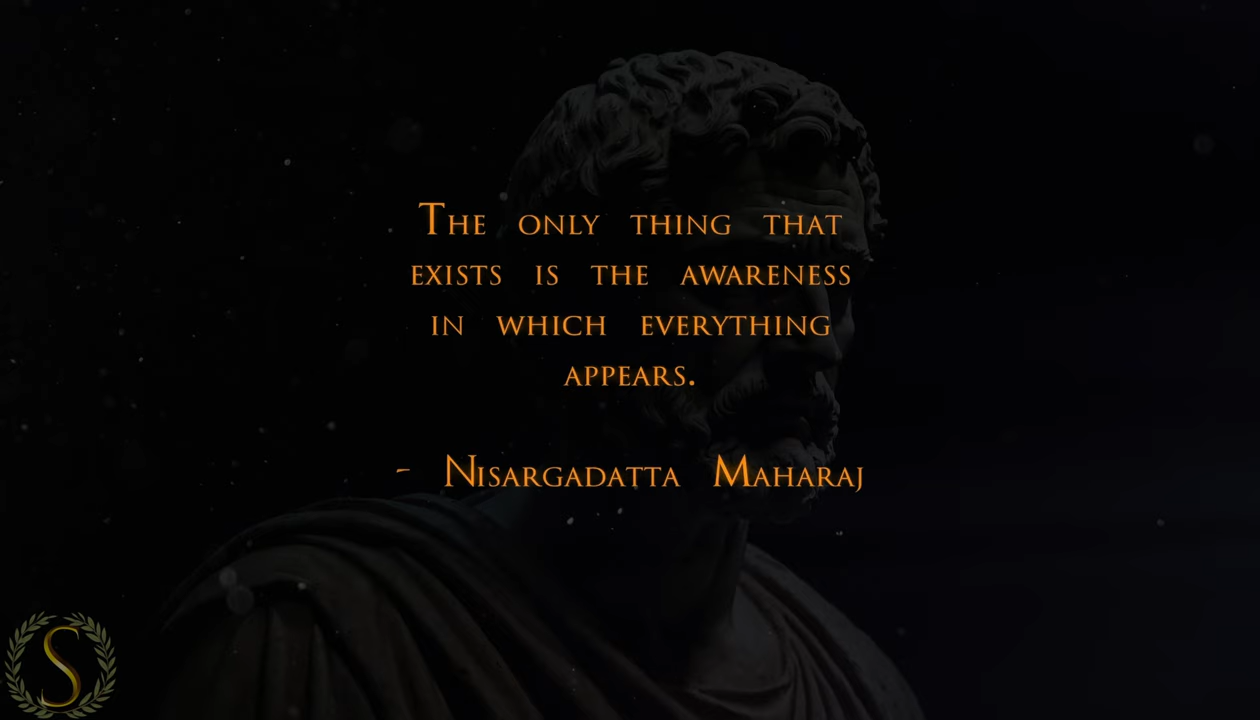 The only thing that
exists is the awareness
in which everything
appears.
- Nisargadatta Maharaj
S